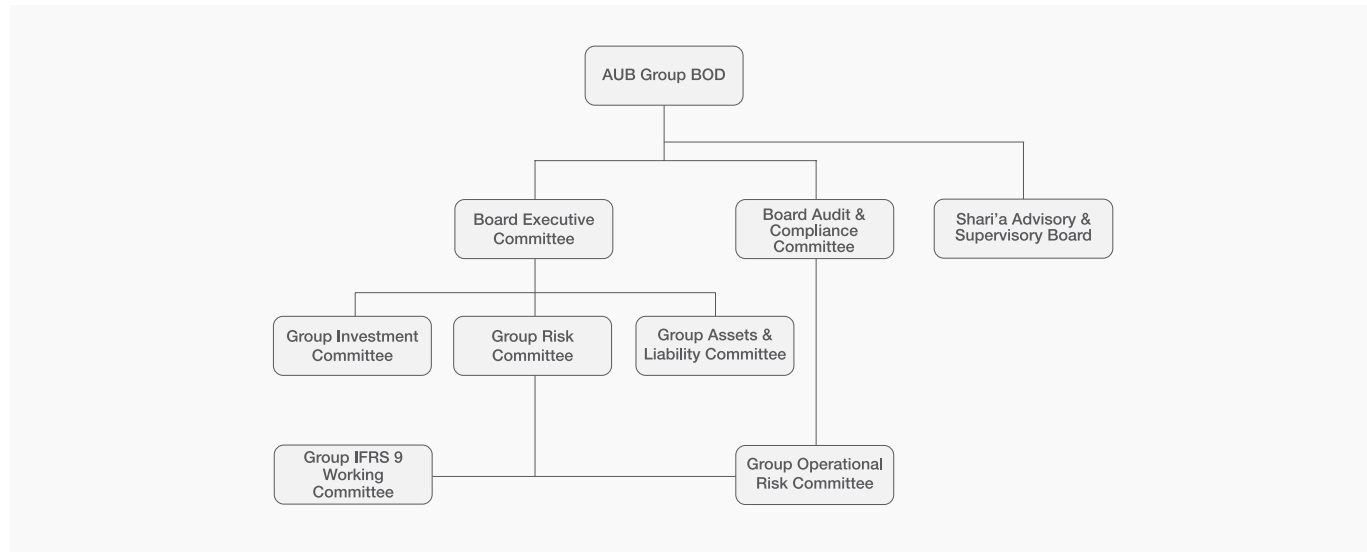 AUB Group BOD
Board Executive
Committee
Board Audit &
Compliance
Committee
Shari'a Advisory &
Supervisory Board
Group Investment
Committee
Group Risk
Committee
Group Assets &
Liability Committee
Group IFRS 9
Working
Committee
Group Operational
Risk Committee